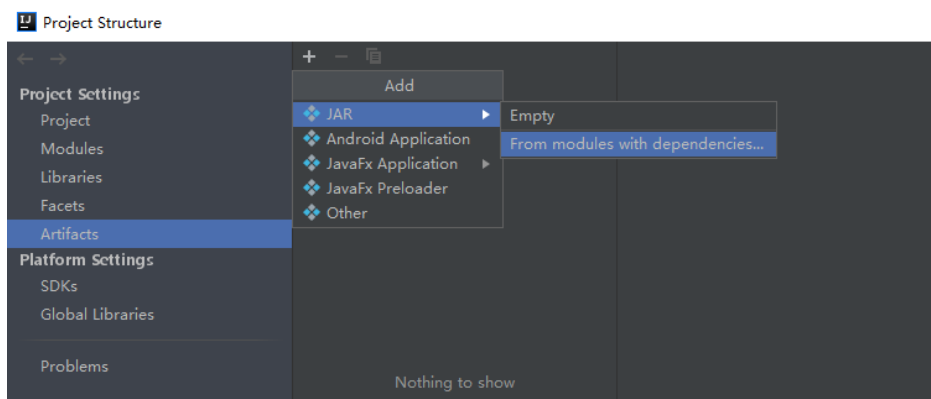 Project Structure
Project Settings
Project
Modules
Libraries
Facets
Artifacts
Platform Settings
SDKs
Global Libraries
Problems
Add
JAR
Android Application
JavaFx Application
JavaFx Preloader
Other
Empty
From modules with dependencies...
Nothing to show